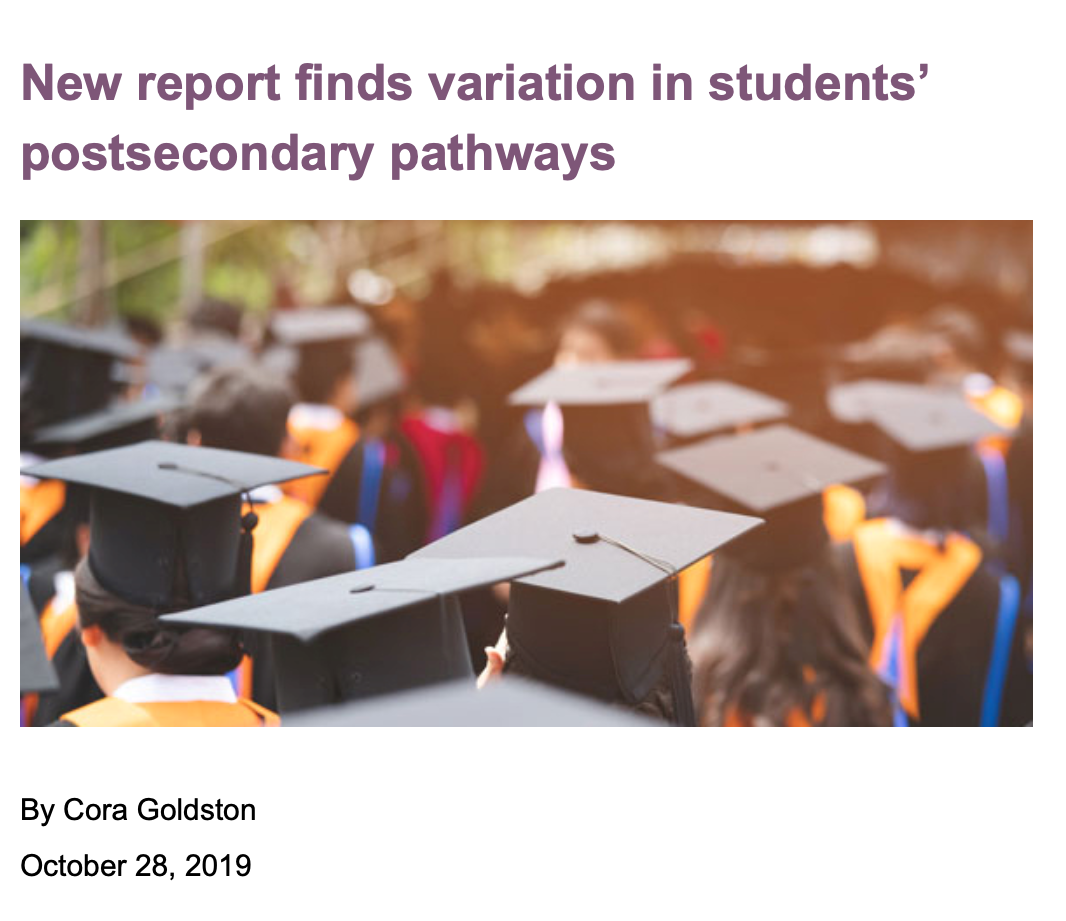 New report finds variation in students’
postsecondary pathways
By Cora Goldston
October 28, 2019